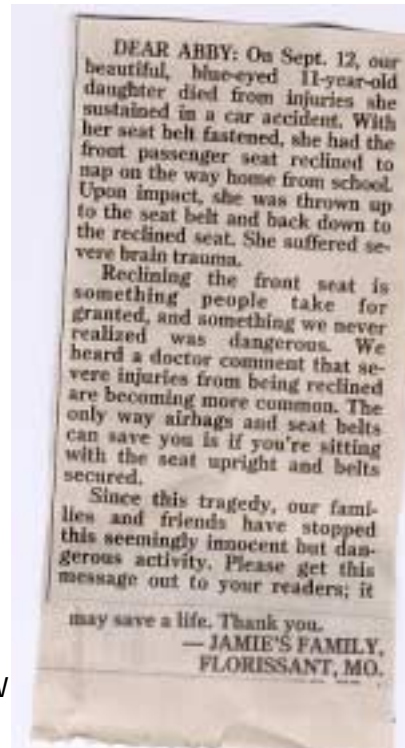 DEAR ABBY: On Sept. 12, our
beautiful, blue-eyed 11-year-old
daughter died from injuries she
sustained in a car accident. With
her seat belt fastened, she had the
front passenger seat reclined to
nap on the way home from school.
Upon impact, she was thrown up
to the seat belt and back down to
the reclined seat. She suffered se-
vere brain trauma.
Reclining the front seat is
something people take for
granted, and something we never
realized was dangerous. We
heard a doctor comment that se-
vere injuries from being reclined
are becoming more common. The
only way airbags and seat belts
can save you is if you're sitting
with the seat upright and belts
secured.
Since this tragedy, our fami-
lies and friends have stopped
this seemingly innocent but dan-
gerous activity. Please get this
message out to your readers; it
may save a life. Thank you.
— JAMIE'S FAMILY,
FLORISSANT, MO.